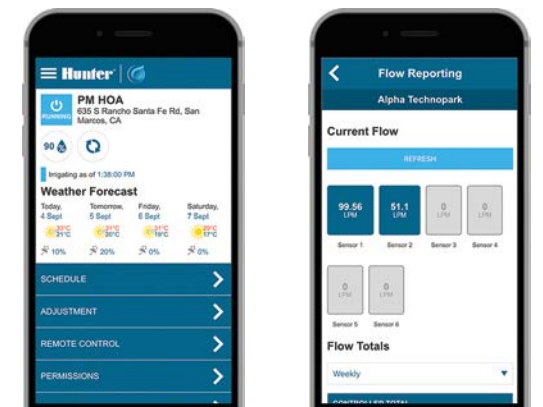 Hunter
RUNNING
PM HOA
635 S Rancho Santa Fe Rd, San
Marcos, CA
90
Irrigating as of 1:38:00 PM
Weather Forecast
Today, Tomorrow, Friday, Saturday,
4 Sept 5 Sept 6 Sept 7 Sept
10% 20% 0% 0%
SCHEDULE
ADJUSTMENT
REMOTE CONTROL
PERMISSIONS
Flow Reporting
Alpha Technopark
Current Flow
REFRESH
99.56 51.1 0 0
LPM LPM LPM LPM
Sensor 1 Sensor 2 Sensor 3 Sensor 4
0 0
LPM LPM
Sensor 5 Sensor 6
Flow Totals
Weekly
CONTROLLER TOTAL